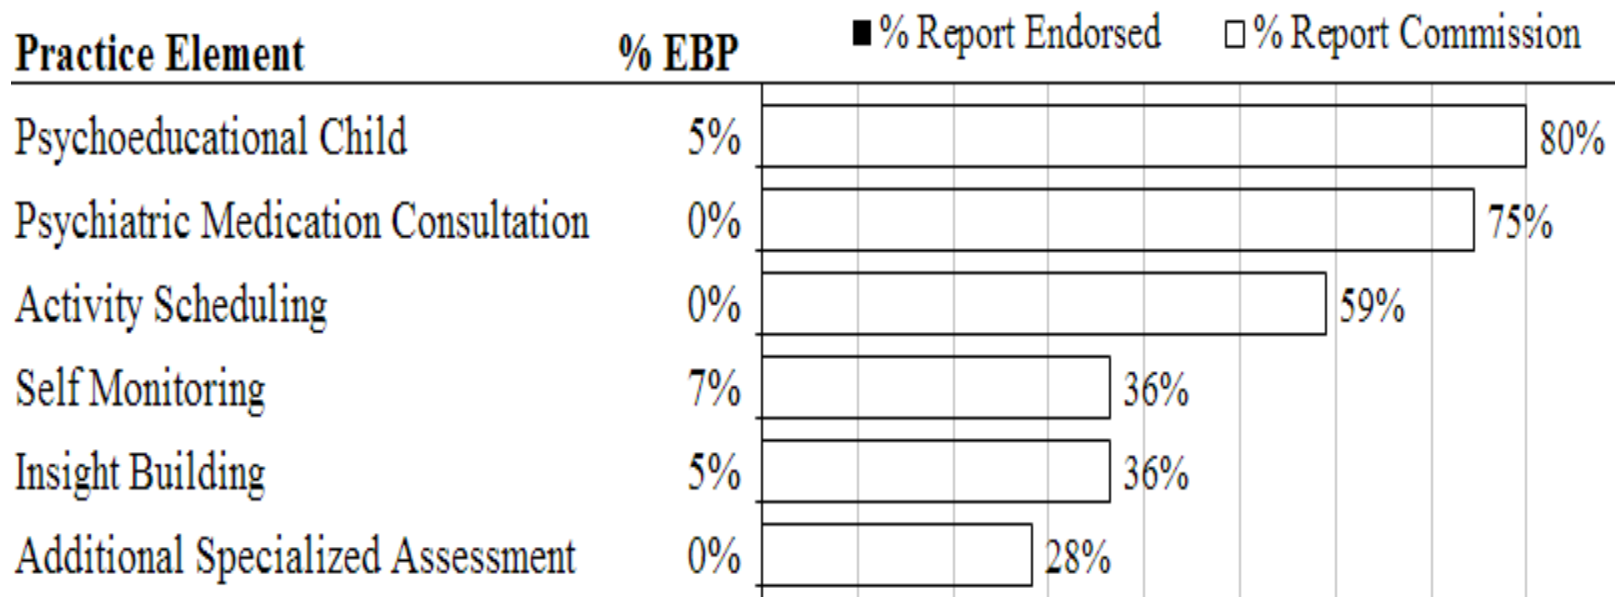 Practice Element % EBP % Report Endorsed % Report Commission
Psychoeducational Child 5% 80%
Psychiatric Medication Consultation 0% 75%
Activity Scheduling 0% 59%
Self Monitoring 7% 36%
Insight Building 5% 36%
Additional Specialized Assessment 0% 28%